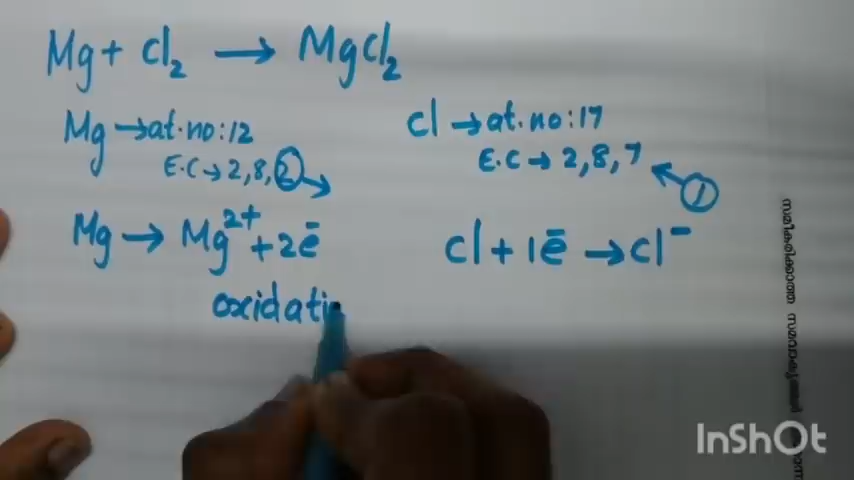 Mg + Cl₂ → MgCl₂
Mg → at.no:12
E.C → 2,8,2
cl → at.no:17
E.C → 2,8,7
1
Mg → Mg²⁺ + 2ē
cl + 1ē → cl⁻
oxidati
InShOt